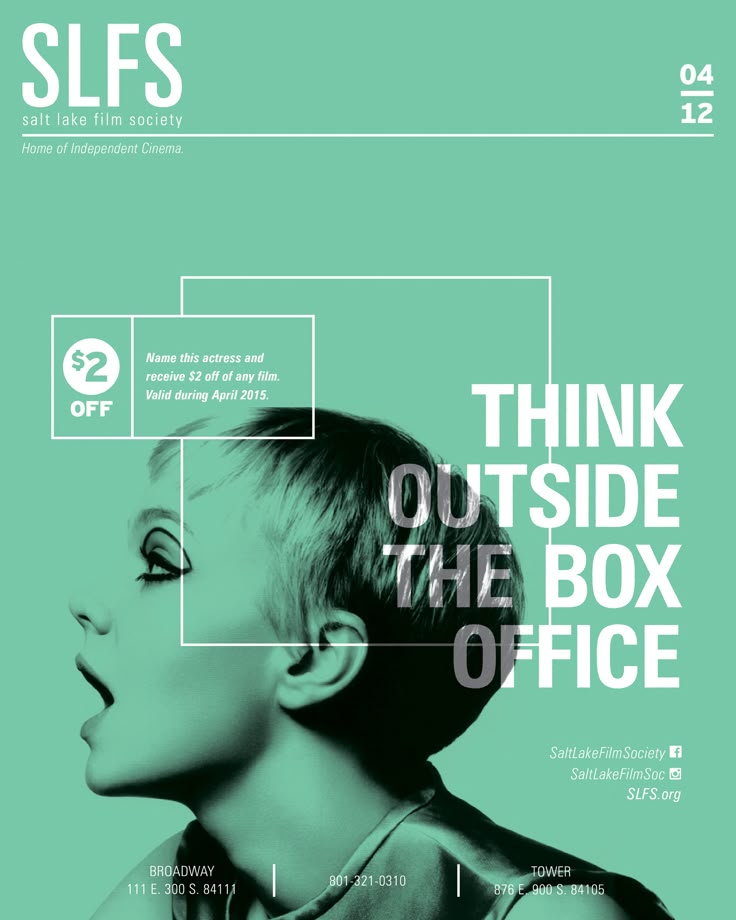 SLFS
salt lake film society
Home of Independent Cinema.
04
12
$2
OFF
Name this actress and
receive $2 off of any film.
Valid during April 2015.
THINK
OUTSIDE
THE BOX
OFFICE
SaltLakeFilmSociety
SaltLakeFilmSoc
SLFS.org
BROADWAY
111 E. 300 S. 84111
801-321-0310
TOWER
876 E. 900 S. 84105